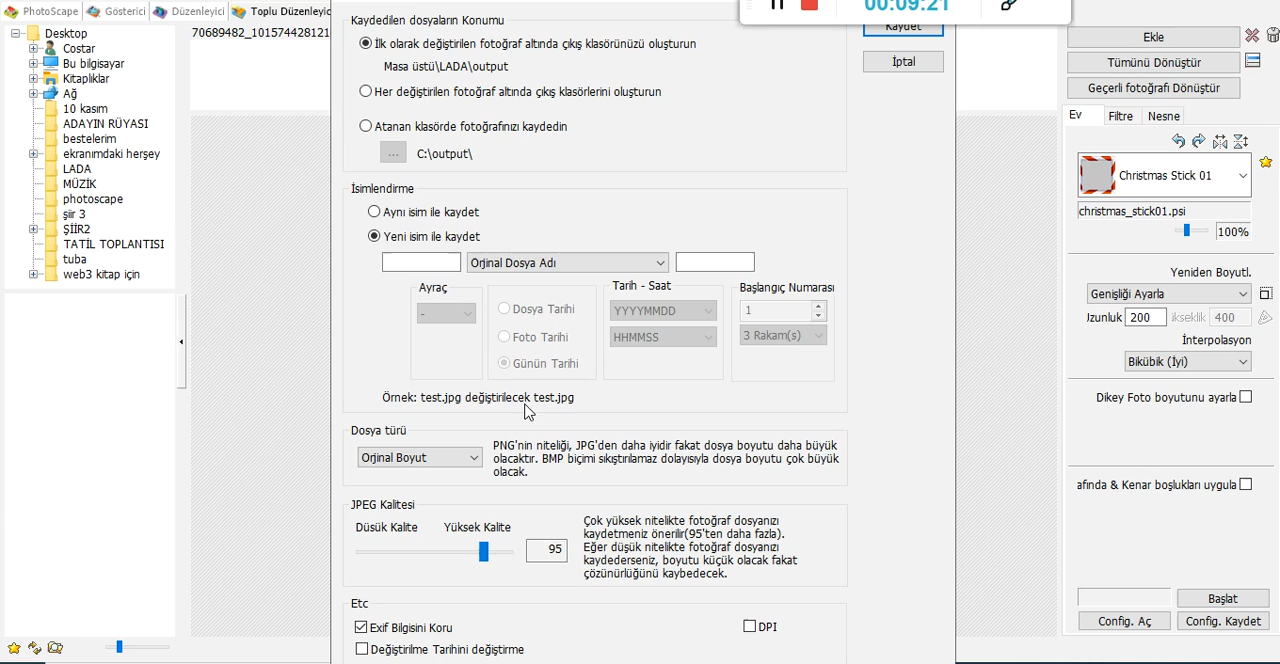 PhotoScape
Gösterici
Düzenleyici
Toplu Düzenleyic
00:09:21
Desktop
Costar
Bu bilgisayar
Kitaplıklar
Ağ
10 kasım
ADAYIN RÜYASI
bestelerim
ekranımdaki herşey
LADA
MÜZİK
photoscape
şiir 3
ŞİİR2
TATİL TOPLANTISI
tuba
web3 kitap için
70689482_101574428121
Kaydedilen dosyaların Konumu
İlk olarak değiştirilen fotoğraf altında çıkış klasörünüzü oluşturun
Masa üstü\LADA\output
Her değiştirilen fotoğraf altında çıkış klasörlerini oluşturun
Atanan klasörde fotoğrafınızı kaydedin
... C:\output\
Kaydet
İptal
İsimlendirme
Aynı isim ile kaydet
Yeni isim ile kaydet
Orjinal Dosya Adı
Ayraç
-
Dosya Tarihi
Foto Tarihi
Günün Tarihi
Tarih - Saat
YYYYMMDD
HHMMSS
Başlangıç Numarası
1
3 Rakam(s)
Örnek: test.jpg değiştirilecek test.jpg
Dosya türü
Orjinal Boyut
PNG'nin niteliği, JPG'den daha iyidir fakat dosya boyutu daha büyük
olacaktır. BMP biçimi sıkıştırılamaz dolayısıyla dosya boyutu çok büyük
olacak.
JPEG Kalitesi
Düşük Kalite Yüksek Kalite
95
Çok yüksek nitelikte fotoğraf dosyanızı
kaydetmeniz önerilir(95'ten daha fazla).
Eğer düşük nitelikte fotoğraf dosyanızı
kaydederseniz, boyutu küçük olacak fakat
çözünürlüğünü kaybedecek.
Etc
Exif Bilgisini Koru
DPI
Değiştirilme Tarihini değiştirme
Ekle
Tümünü Dönüştür
Geçerli fotoğrafı Dönüştür
Ev Filtre Nesne
Christmas Stick 01
christmas_stick01.psi
100%
Yeniden Boyutl.
Genişliği Ayarla
Uzunluk 200 ikseklik 400
İnterpolasyon
Bikübik (İyi)
Dikey Foto boyutunu ayarla
afında & Kenar boşlukları uygula
Başlat
Config. Aç
Config. Kaydet